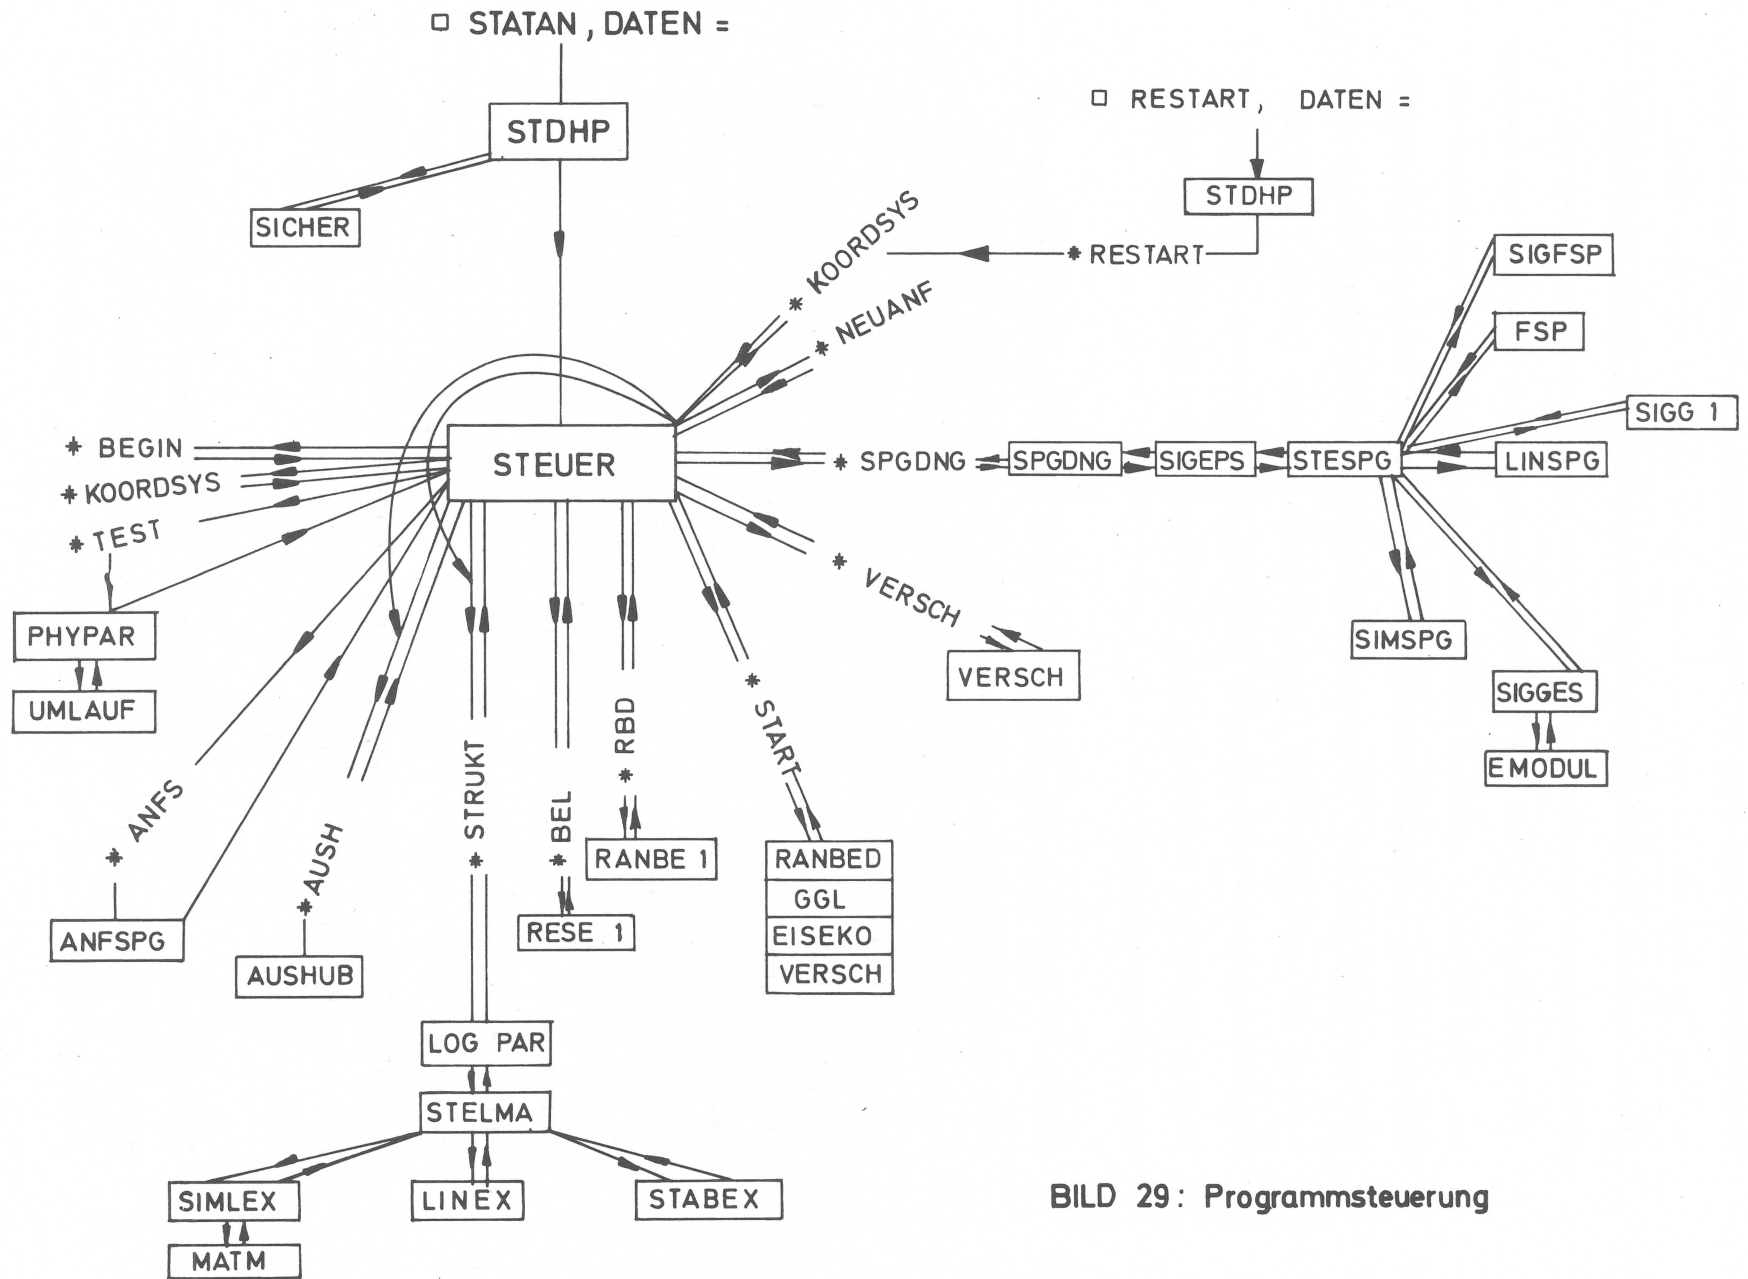 □ STATAN, DATEN =
□ RESTART, DATEN =
STDHP
STDHP
SICHER
* RESTART
* KOORDSYS
* NEUANF
SIGFSP
FSP
SIGG 1
* BEGIN
STEUER
* SPGDNG
SPGDNG
SIGEPS
STESPG
LINSPG
* KOORDSYS
* TEST
* VERSCH
PHYPAR
SIMSPG
UMLAUF
VERSCH
SIGGES
EMODUL
* ANFS
* AUSH
* STRUKT
* BEL
* RBD
* START
RANBE 1
RANBED
GGL
EISEKO
VERSCH
RESE 1
ANFSPG
AUSHUB
LOG PAR
STELMA
SIMLEX
LINEX
STABEX
MATM
BILD 29: Programmsteuerung